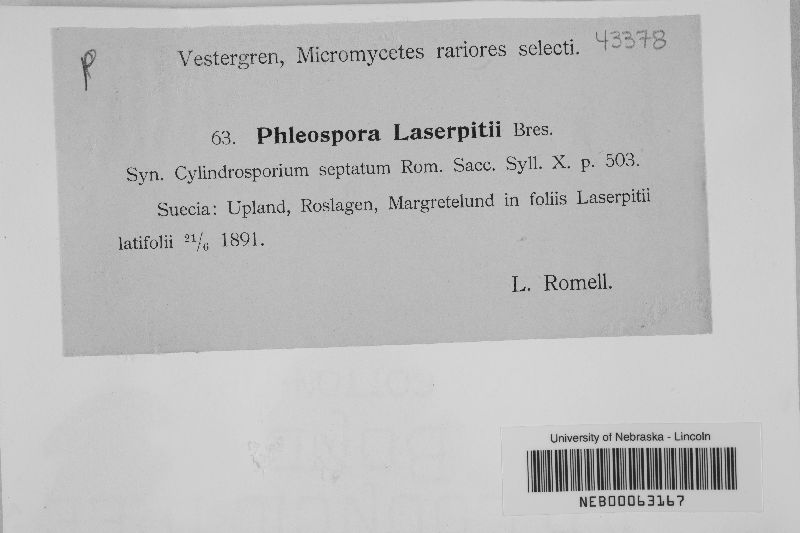 P
Vestergren, Micromycetes rariores selecti. 43378
63. Phleospora Laserpitii Bres.
Syn. Cylindrosporium septatum Rom. Sacc. Syll. X. p. 503.
Suecia: Upland, Roslagen, Margretelund in foliis Laserpitii
latifolii 21/6 1891.
L. Romell.
University of Nebraska - Lincoln
NEB00063167